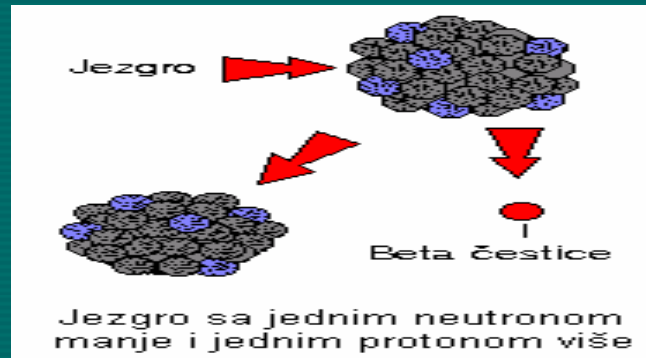 Jezgro
Beta čestice
Jezgro sa jednim neutronom
manje i jednim protonom više